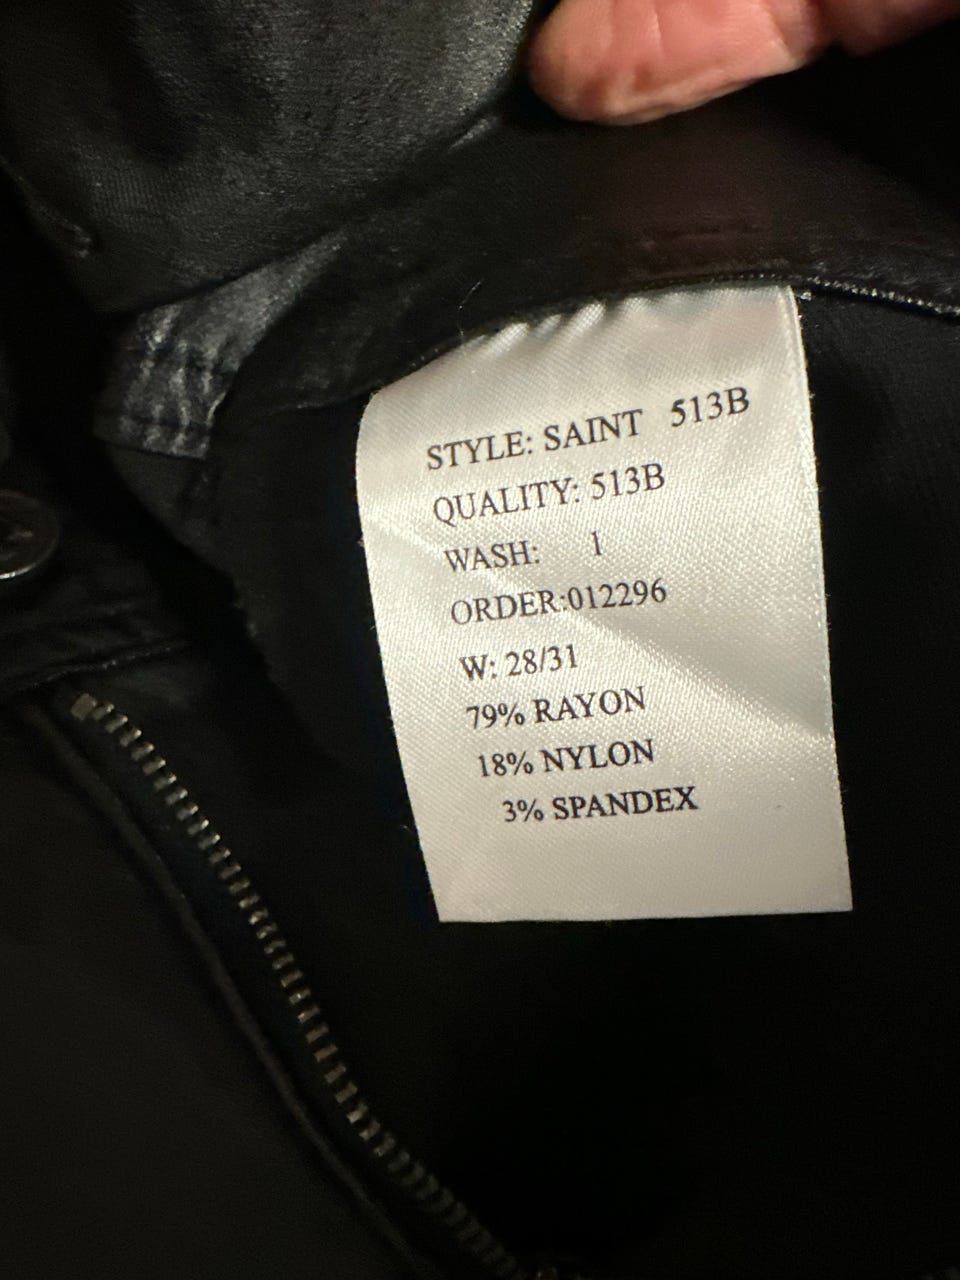 STYLE: SAINT 513B
QUALITY: 513B
WASH: 1
ORDER:012296
W: 28/31
79% RAYON
18% NYLON
3% SPANDEX